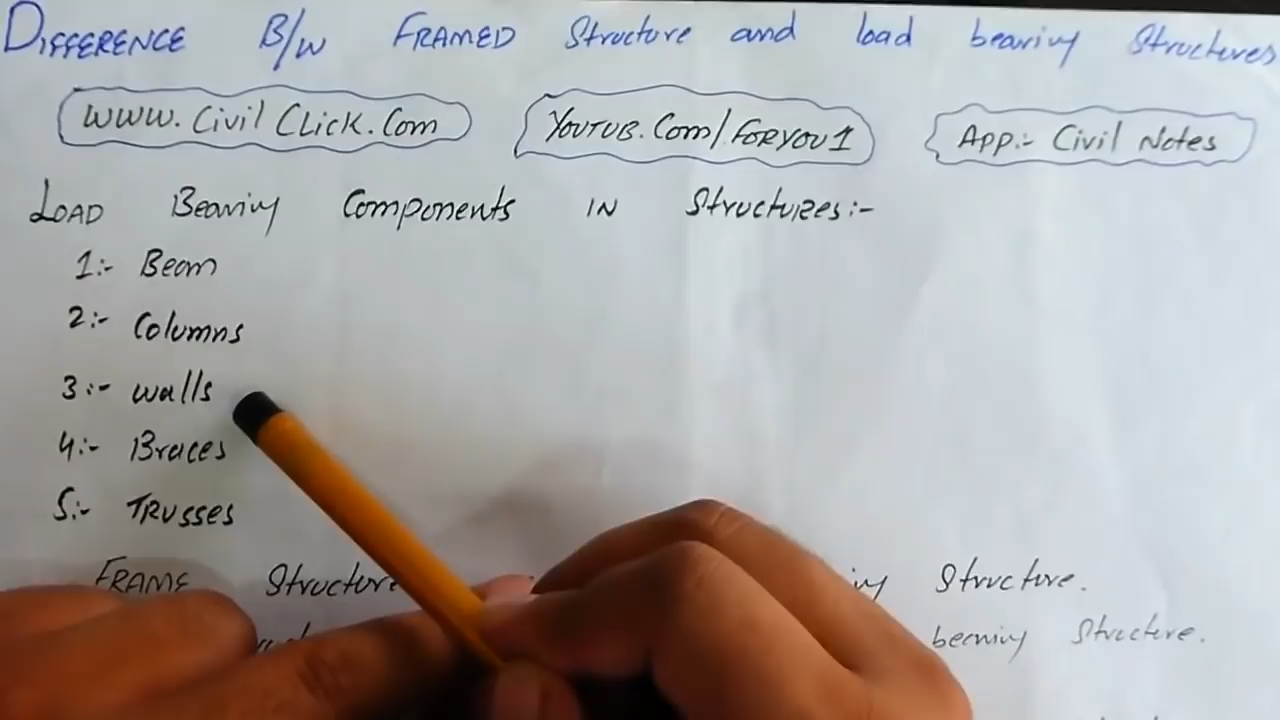 DIFFERENCE B/w FRAMED Structure and load bearing Structures
WWW.Civil Click.Com YOUTUB.Com/FORYOU1 App:- Civil Notes
LOAD Bearing Components IN Structures:-
1:- Beam
2:- Columns
3:- walls
4:- Braces
5:- TRUSSES
FRAME Structure Structure.
bearing Structure.